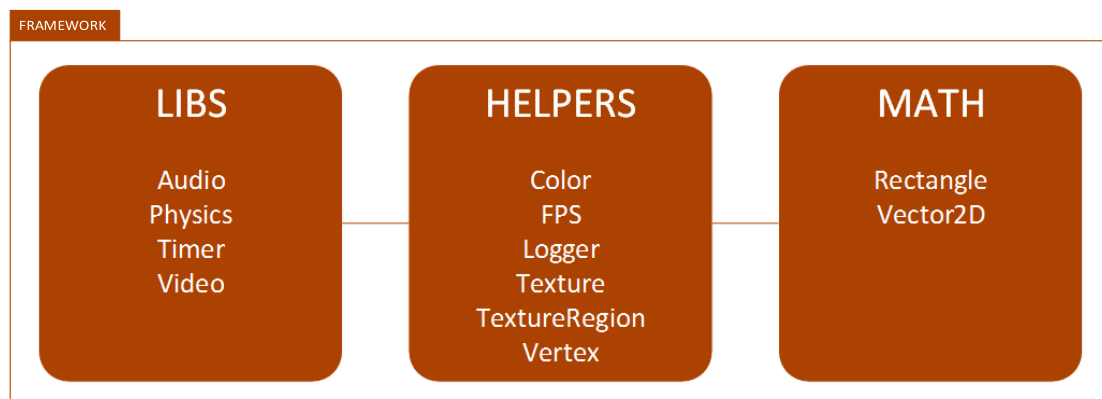 FRAMEWORK
LIBS
Audio
Physics
Timer
Video
HELPERS
Color
FPS
Logger
Texture
TextureRegion
Vertex
MATH
Rectangle
Vector2D